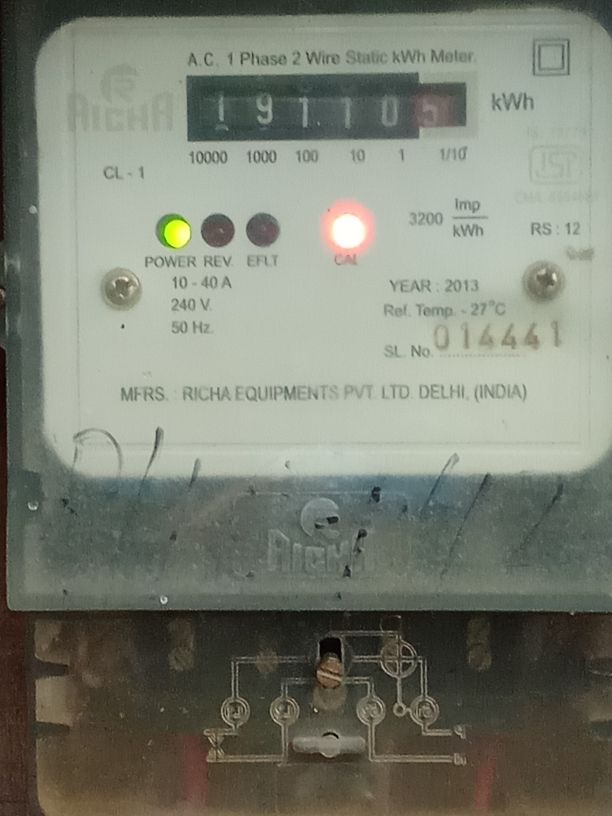 A.C. 1 Phase 2 Wire Static kWh Meter.
RICHA
191105 kWh
10000 1000 100 10 1 1/10
CL - 1
3200 Imp/kWh
RS : 12
POWER REV. EFLT CAL
10 - 40 A
240 V.
50 Hz.
YEAR : 2013
Ref. Temp. - 27°C
SL. No. 014441
MFRS. : RICHA EQUIPMENTS PVT. LTD. DELHI, (INDIA)
RICHA